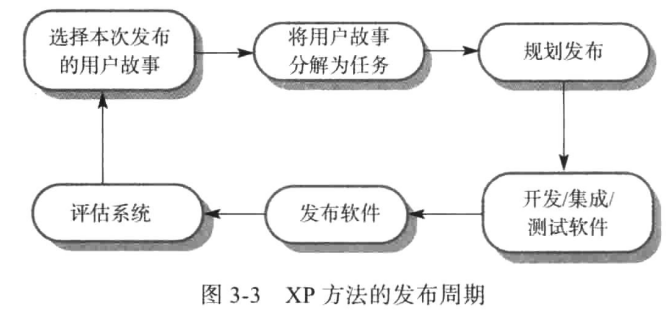 选择本次发布
的用户故事
将用户故事
分解为任务
规划发布
开发/集成/
测试软件
发布软件
评估系统
图 3-3 XP 方法的发布周期